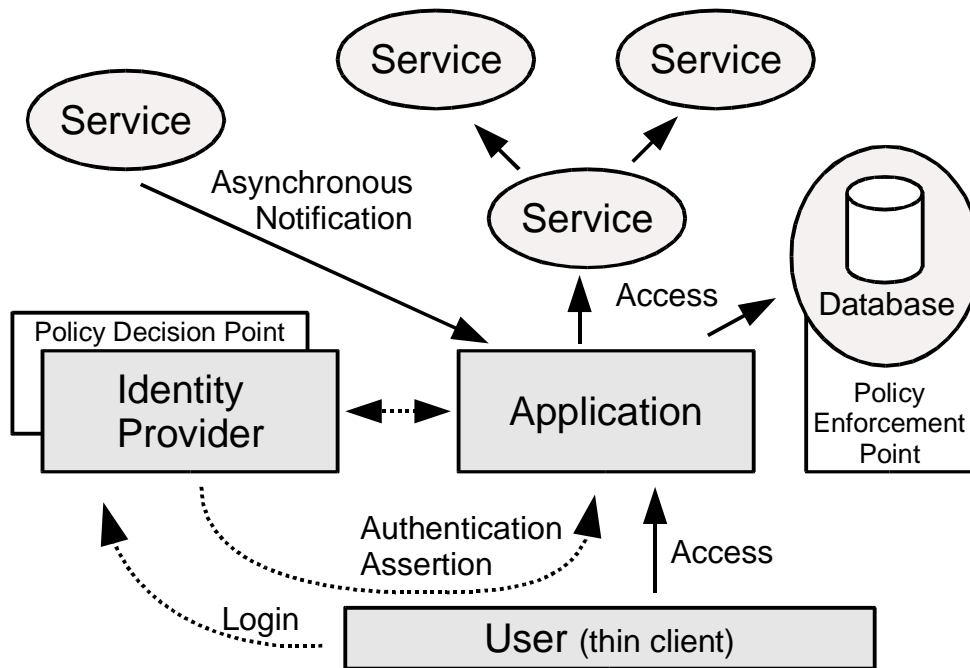 Service
Service
Service
Asynchronous
Notification
Service
Access
Database
Policy Decision Point
Identity
Provider
Application
Policy
Enforcement
Point
Authentication
Assertion
Access
Login
User (thin client)